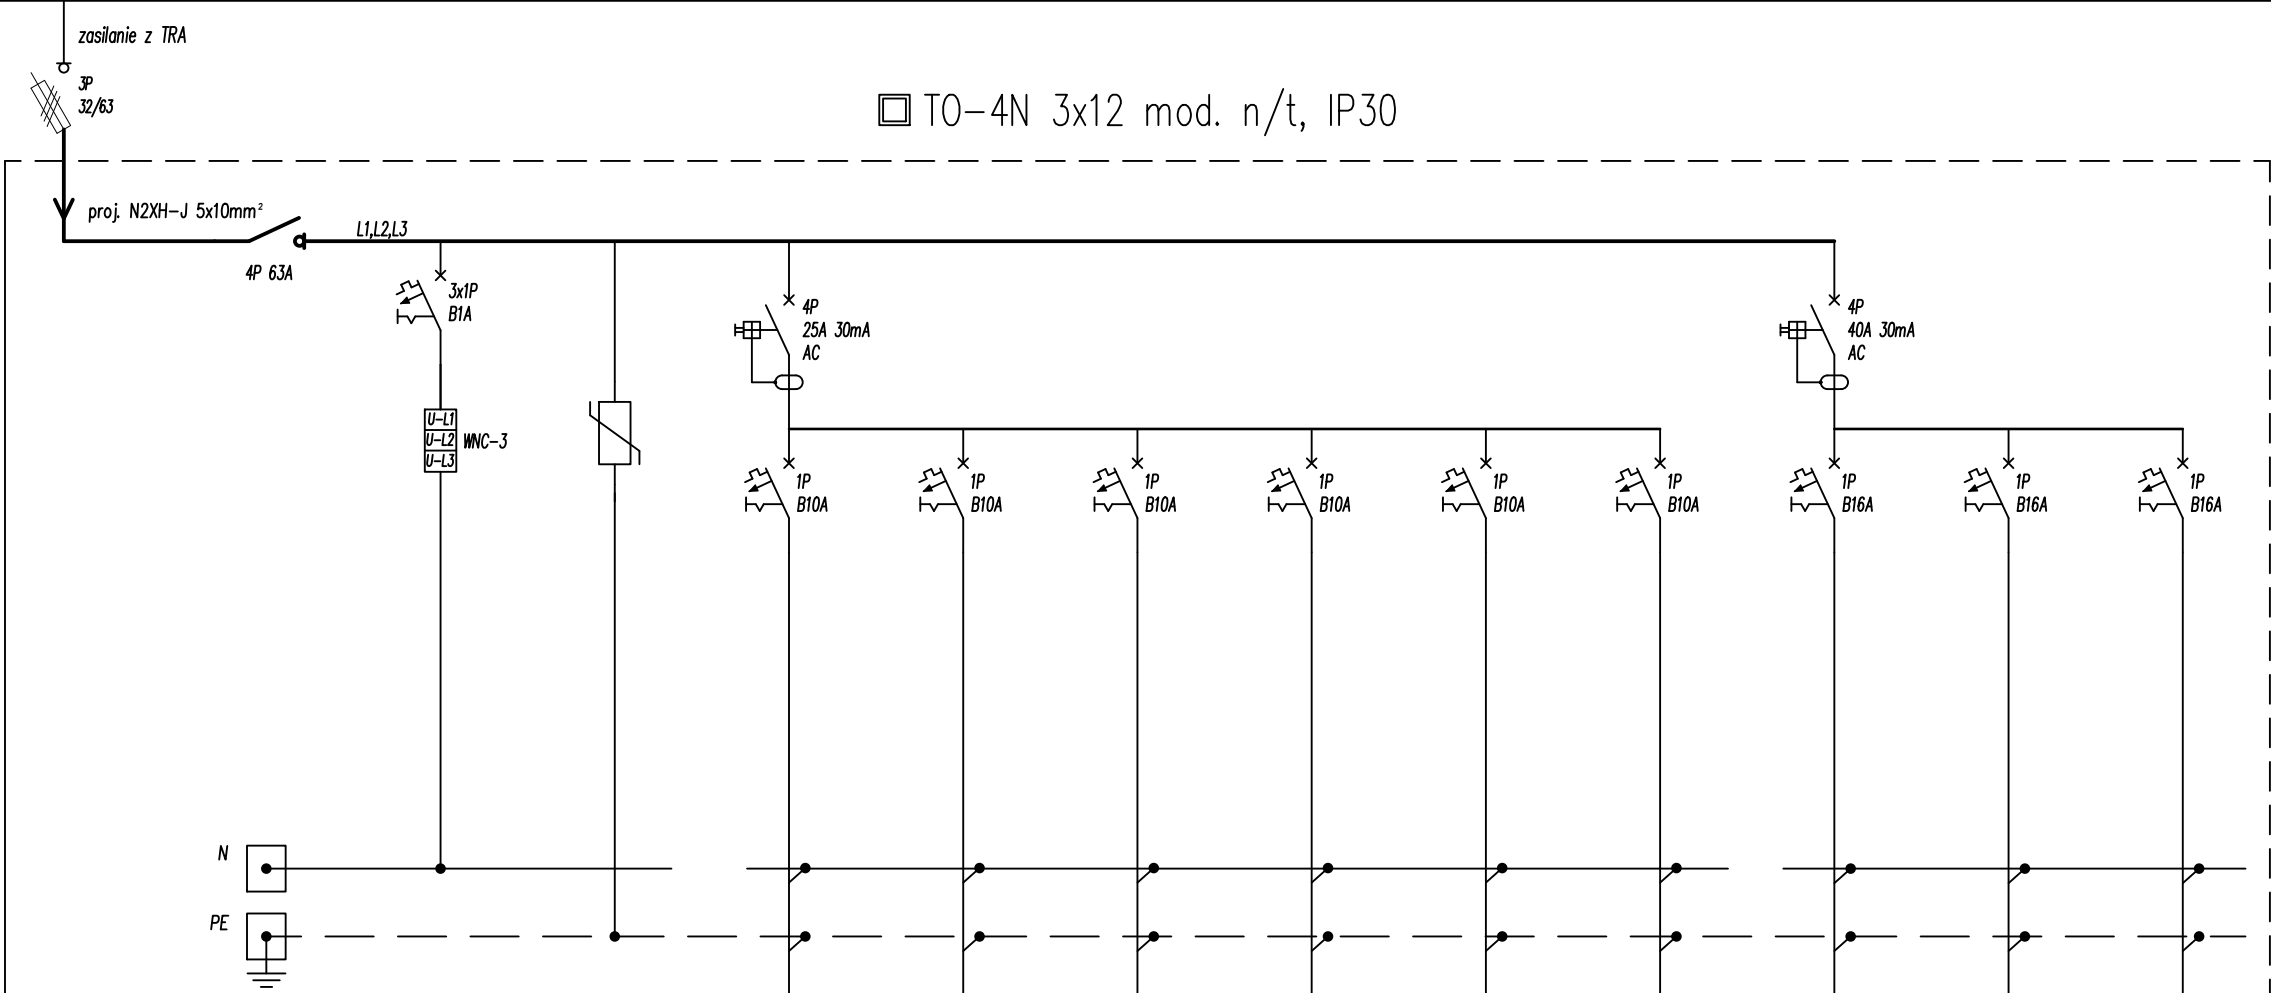 zasilanie z TRA
3P
32/63
TO-4N 3x12 mod. n/t, IP30
proj. N2XH-J 5x10mm²
L1,L2,L3
4P 63A
3x1P
B1A
4P
25A 30mA
AC
4P
40A 30mA
AC
U-L1
U-L2
U-L3
WNC-3
1P
B10A
1P
B10A
1P
B10A
1P
B10A
1P
B10A
1P
B10A
1P
B16A
1P
B16A
1P
B16A
N
PE